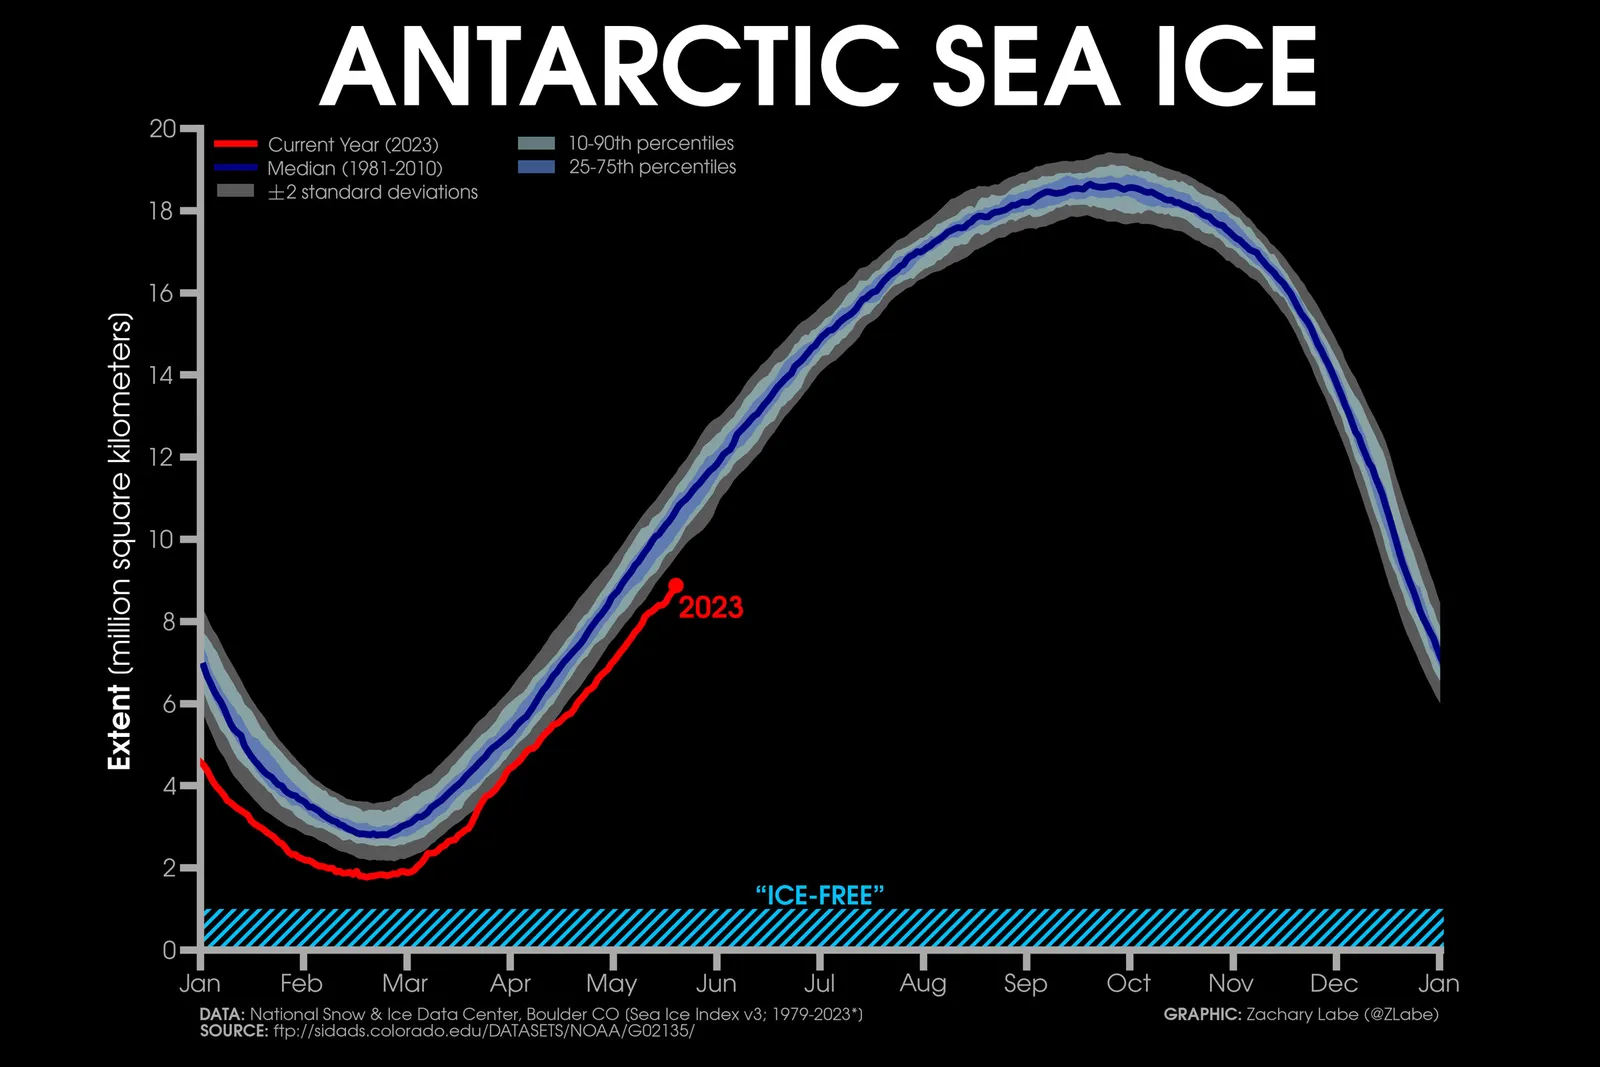 ANTARCTIC SEA ICE
Current Year (2023)
Median (1981-2010)
±2 standard deviations
10-90th percentiles
25-75th percentiles
Extent (million square kilometers)
20
18
16
14
12
10
8
6
4
2
0
2023
“ICE-FREE”
Jan Feb Mar Apr May Jun Jul Aug Sep Oct Nov Dec Jan
DATA: National Snow & Ice Data Center, Boulder CO (Sea Ice Index v3; 1979-2023*)
SOURCE: ftp://sidads.colorado.edu/DATASETS/NOAA/G02135/
GRAPHIC: Zachary Labe (@ZLabe)